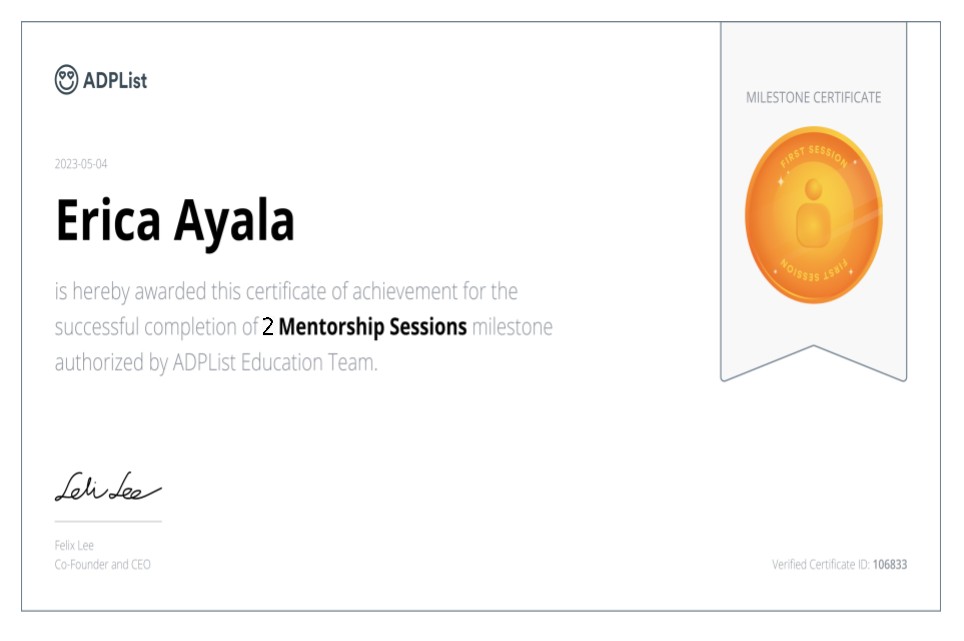 ADPList
MILESTONE CERTIFICATE
FIRST SESSION
FIRST SESSION
2023-05-04
Erica Ayala
is hereby awarded this certificate of achievement for the
successful completion of 2 Mentorship Sessions milestone
authorized by ADPList Education Team.
Felix Lee
Felix Lee
Co-Founder and CEO
Verified Certificate ID: 106833